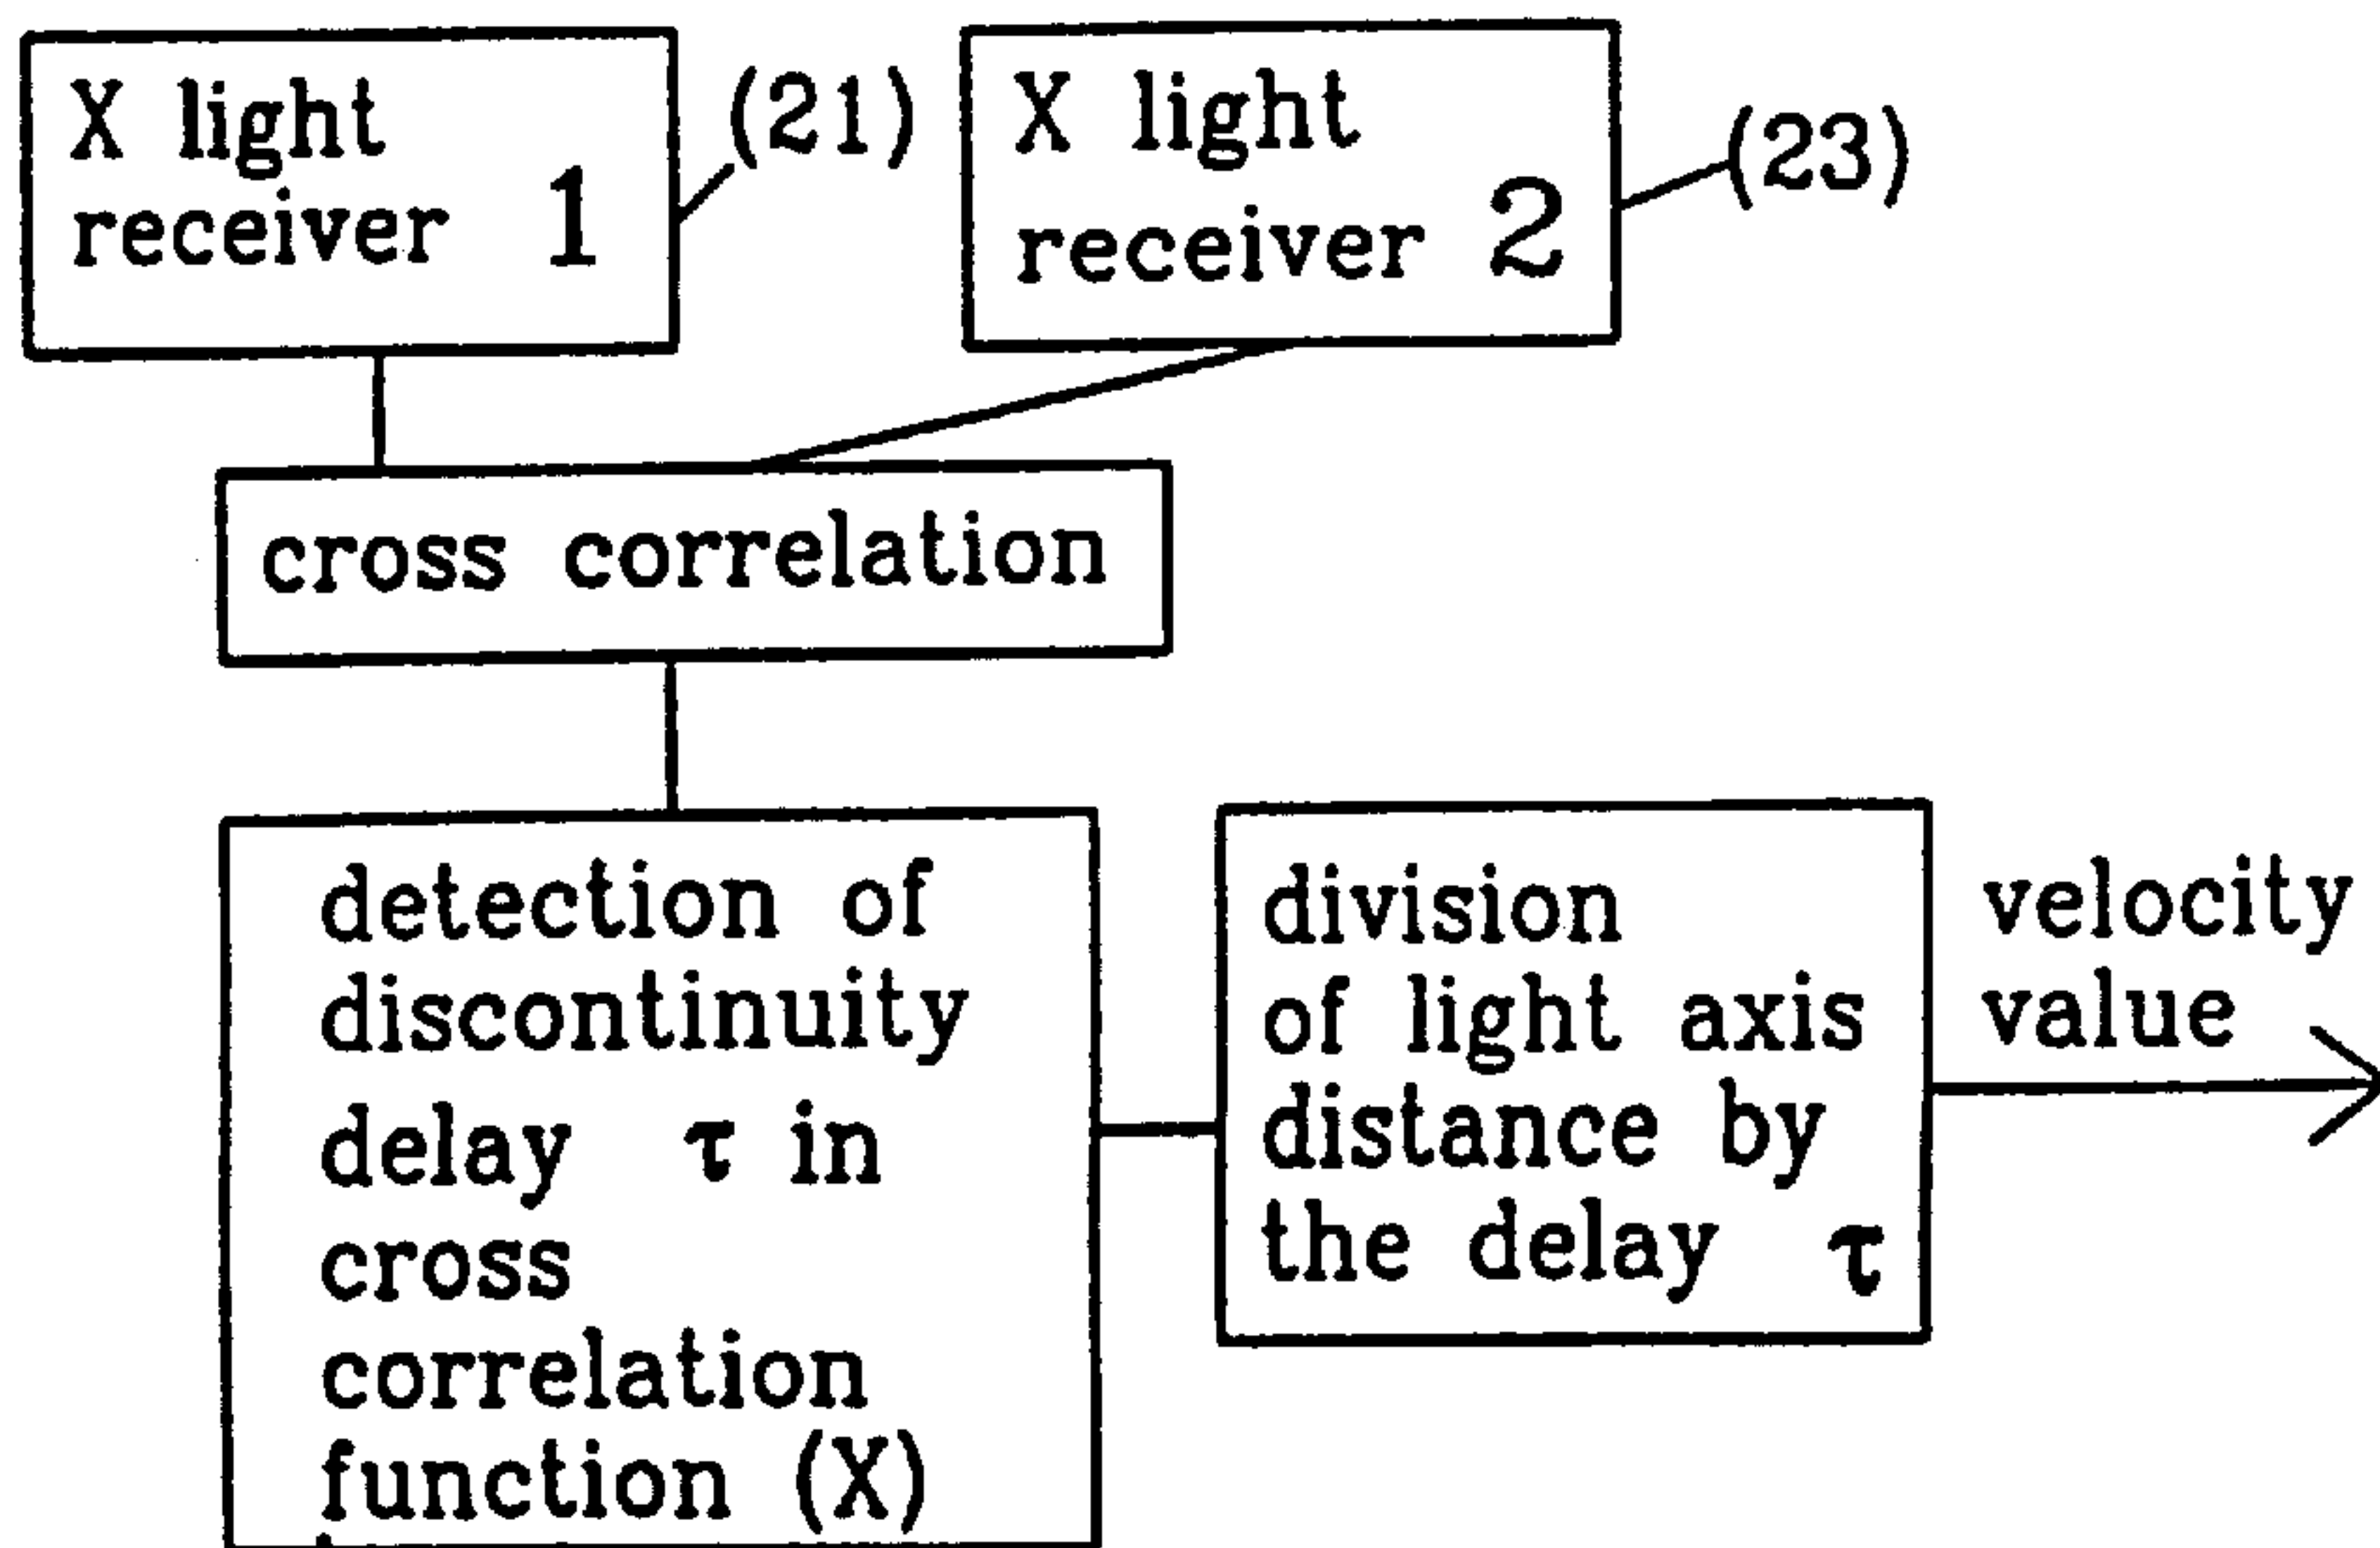 X light
receiver 1
(21)
X light
receiver 2
(23)
cross correlation
detection of
discontinuity
delay τ in
cross
correlation
function (X)
division
of light axis
distance by
the delay τ
velocity
value